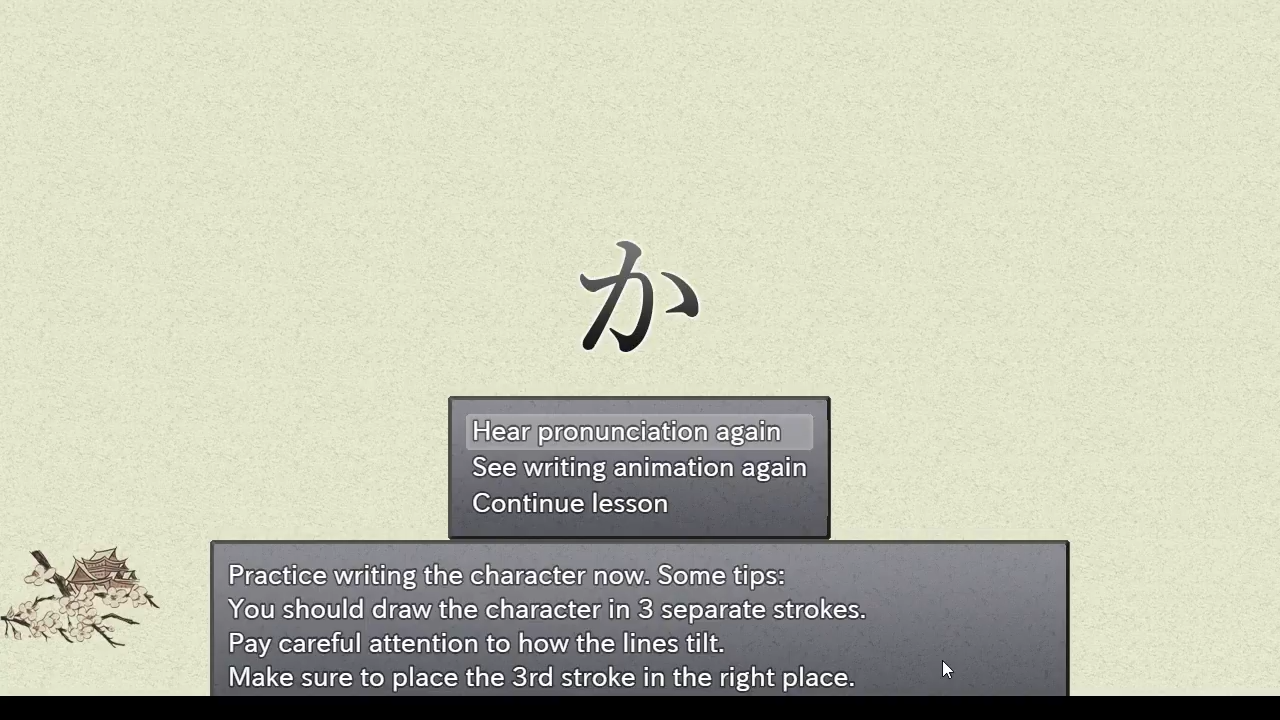 か
Hear pronunciation again
See writing animation again
Continue lesson
Practice writing the character now. Some tips:
You should draw the character in 3 separate strokes.
Pay careful attention to how the lines tilt.
Make sure to place the 3rd stroke in the right place.